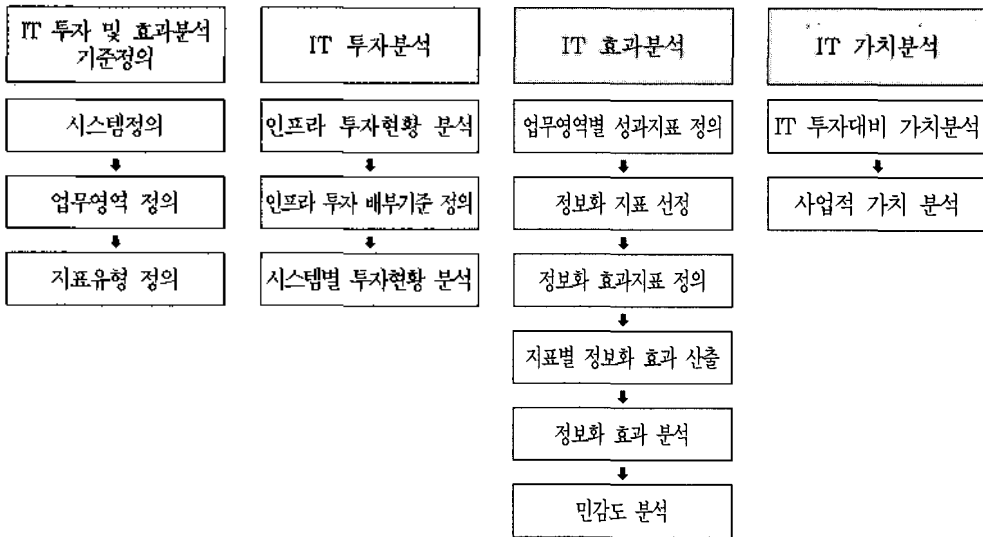 IT 투자 및 효과분석
기준정의
시스템정의
업무영역 정의
지표유형 정의
IT 투자분석
인프라 투자현황 분석
인프라 투자 배부기준 정의
시스템별 투자현황 분석
IT 효과분석
업무영역별 성과지표 정의
정보화 지표 선정
정보화 효과지표 정의
지표별 정보화 효과 산출
정보화 효과 분석
민감도 분석
IT 가치분석
IT 투자대비 가치분석
사업적 가치 분석